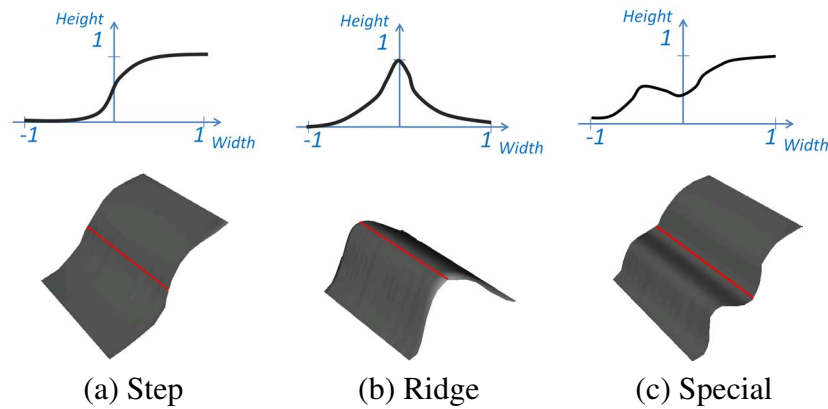 Height
1
-1
1
Width
(a) Step
Height
1
-1
1
Width
(b) Ridge
Height
1
-1
1
Width
(c) Special